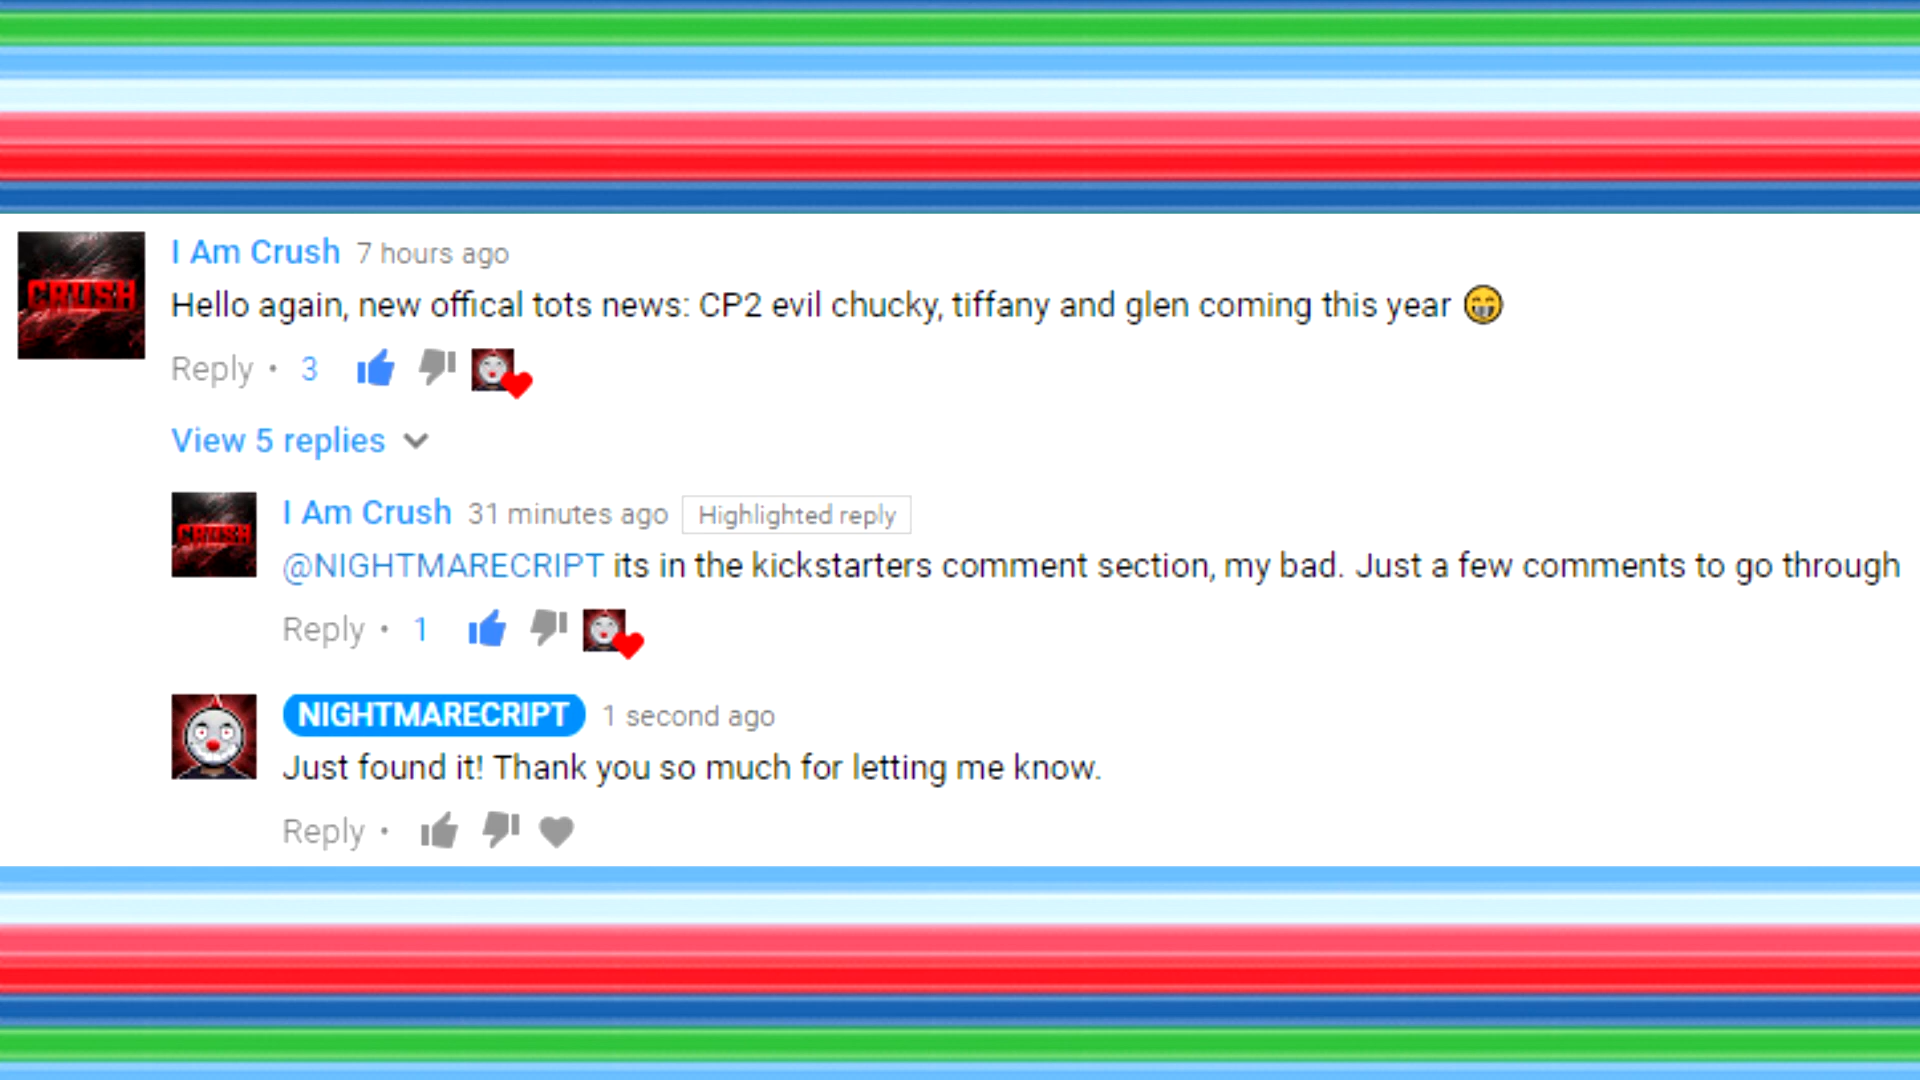 I Am Crush 7 hours ago
CRUSH
Hello again, new offical tots news: CP2 evil chucky, tiffany and glen coming this year 😁
Reply • 3
View 5 replies
I Am Crush 31 minutes ago Highlighted reply
CRUSH
@NIGHTMARECRIPT its in the kickstarters comment section, my bad. Just a few comments to go through
Reply • 1
NIGHTMARECRIPT 1 second ago
Just found it! Thank you so much for letting me know.
Reply •